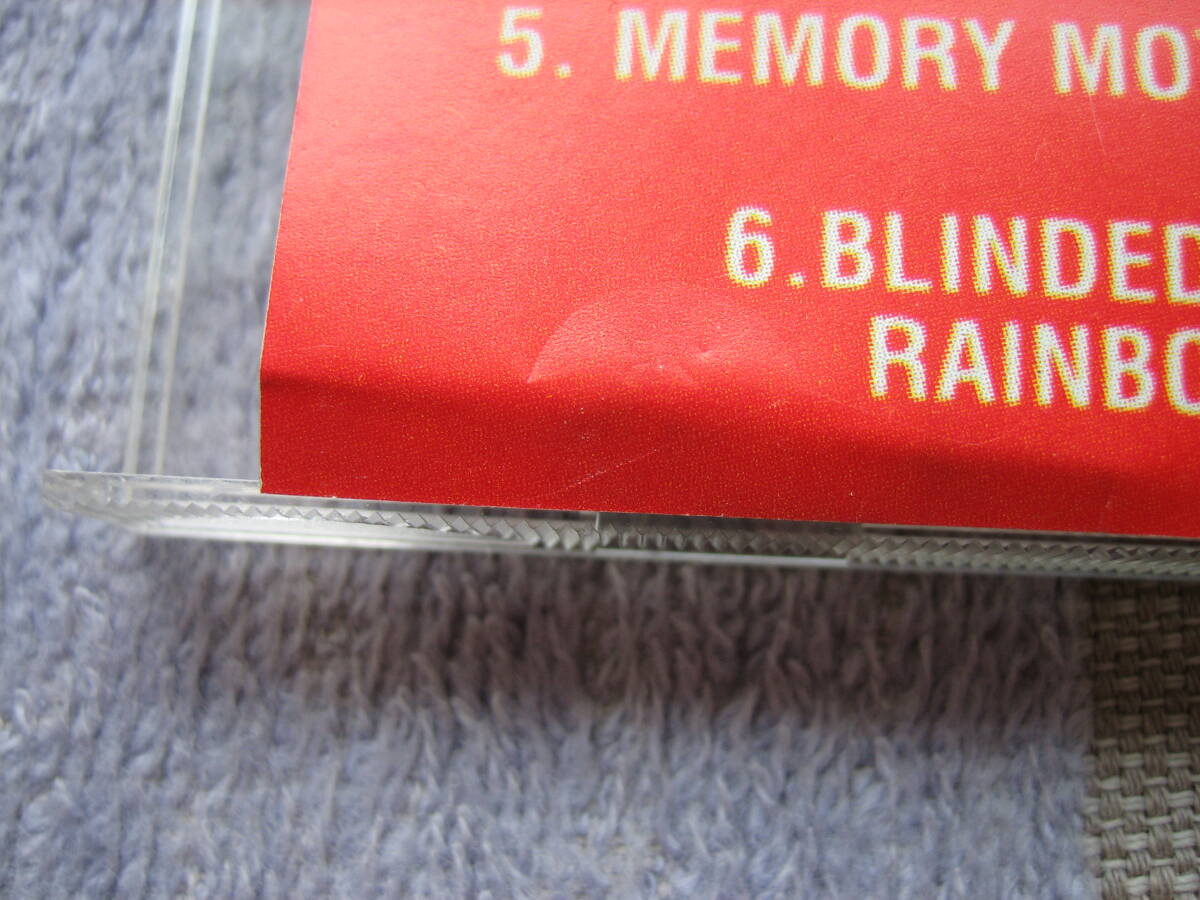 5. MEMORY MO
6. BLINDED
RAINBO